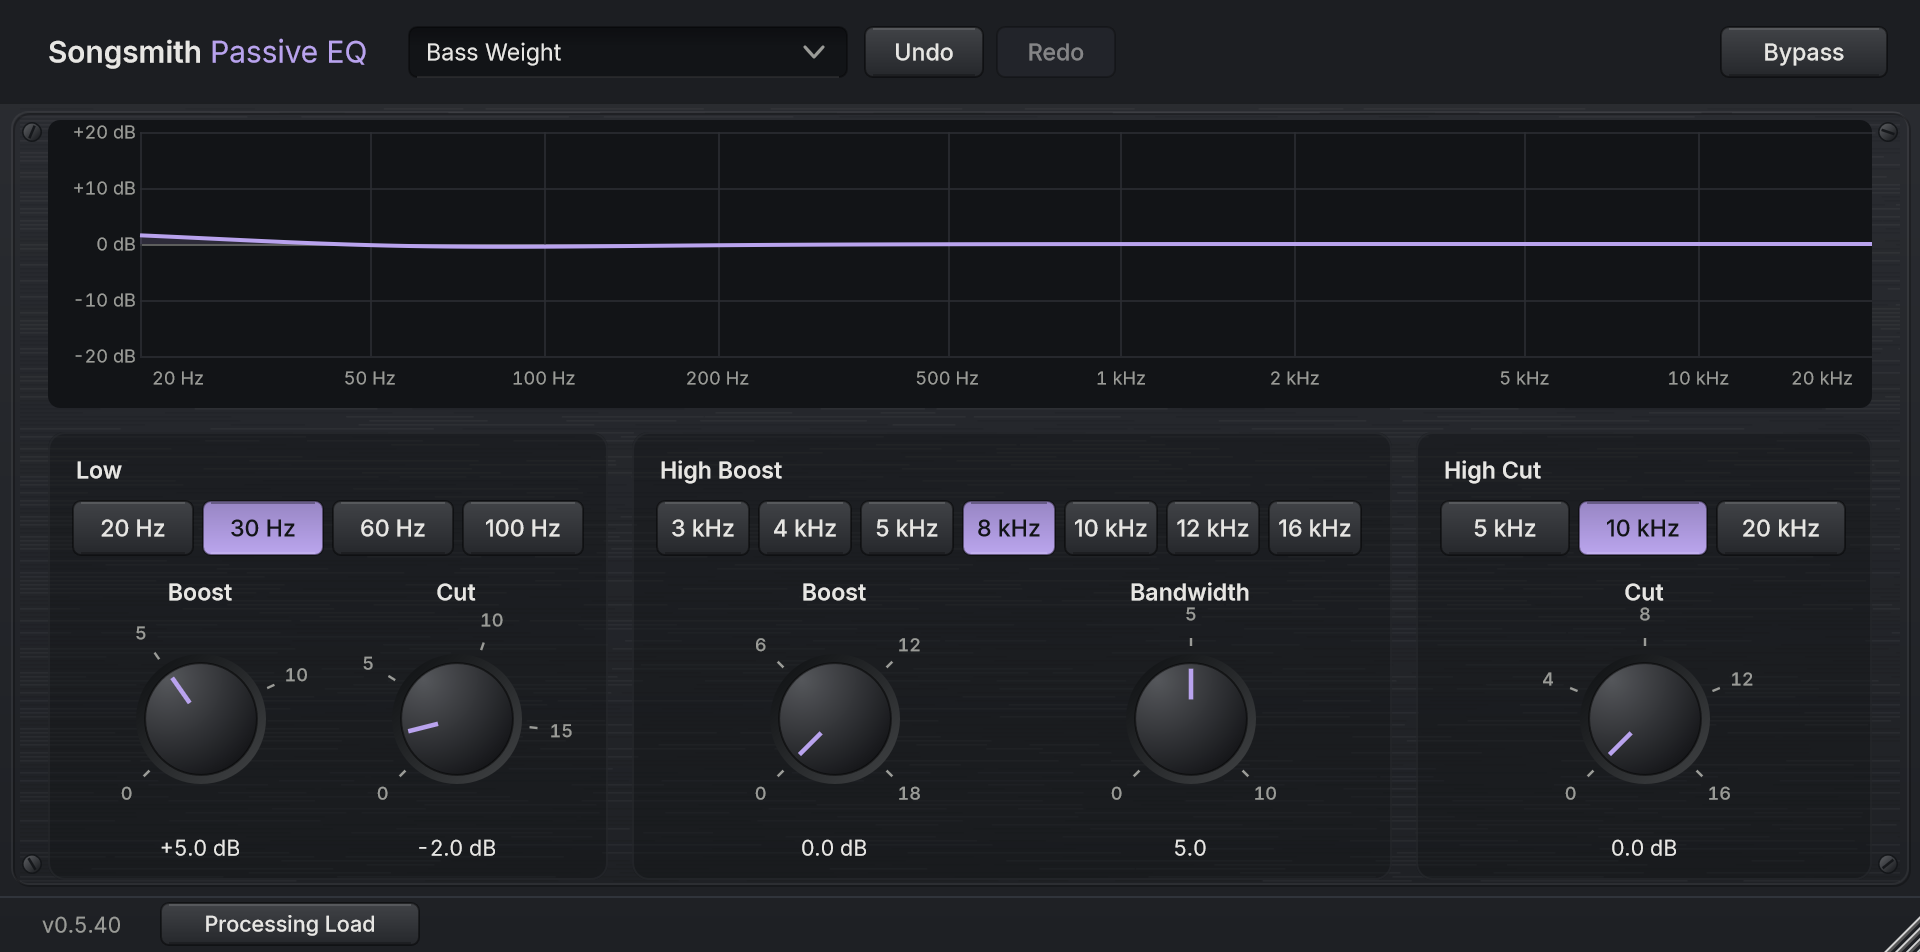 Songsmith Passive EQ
Bass Weight
Undo
Redo
Bypass
+20 dB
+10 dB
0 dB
-10 dB
-20 dB
20 Hz
50 Hz
100 Hz
200 Hz
500 Hz
1 kHz
2 kHz
5 kHz
10 kHz
20 kHz
Low
20 Hz
30 Hz
60 Hz
100 Hz
Boost
0
5
10
+5.0 dB
Cut
0
5
10
15
-2.0 dB
High Boost
3 kHz
4 kHz
5 kHz
8 kHz
10 kHz
12 kHz
16 kHz
Boost
0
6
12
18
0.0 dB
Bandwidth
0
5
10
5.0
High Cut
5 kHz
10 kHz
20 kHz
Cut
0
4
8
12
16
0.0 dB
v0.5.40
Processing Load